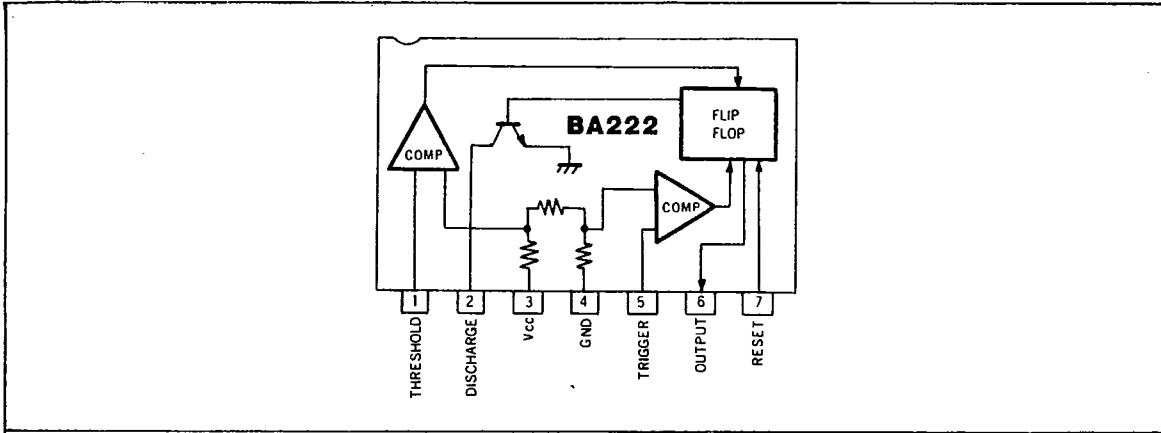 BA222
FLIP
FLOP
COMP
COMP
1
2
3
4
5
6
7
THRESHOLD
DISCHARGE
Vcc
GND
TRIGGER
OUTPUT
RESET